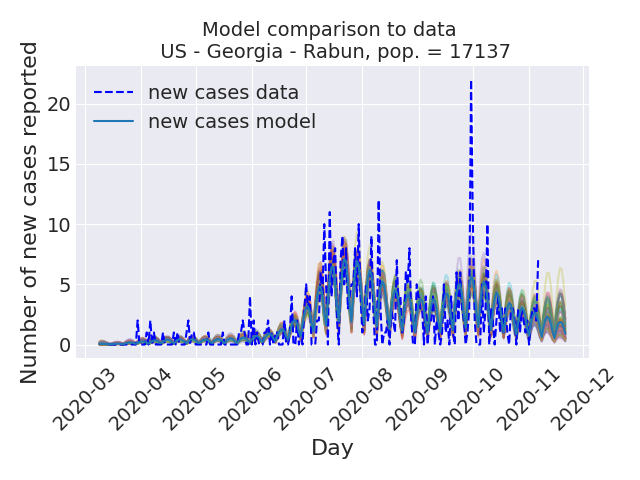 Model comparison to data
US - Georgia - Rabun, pop. = 17137
Number of new cases reported
new cases data
new cases model
20
15
10
5
0
2020-03
2020-04
2020-05
2020-06
2020-07
2020-08
2020-09
2020-10
2020-11
2020-12
Day